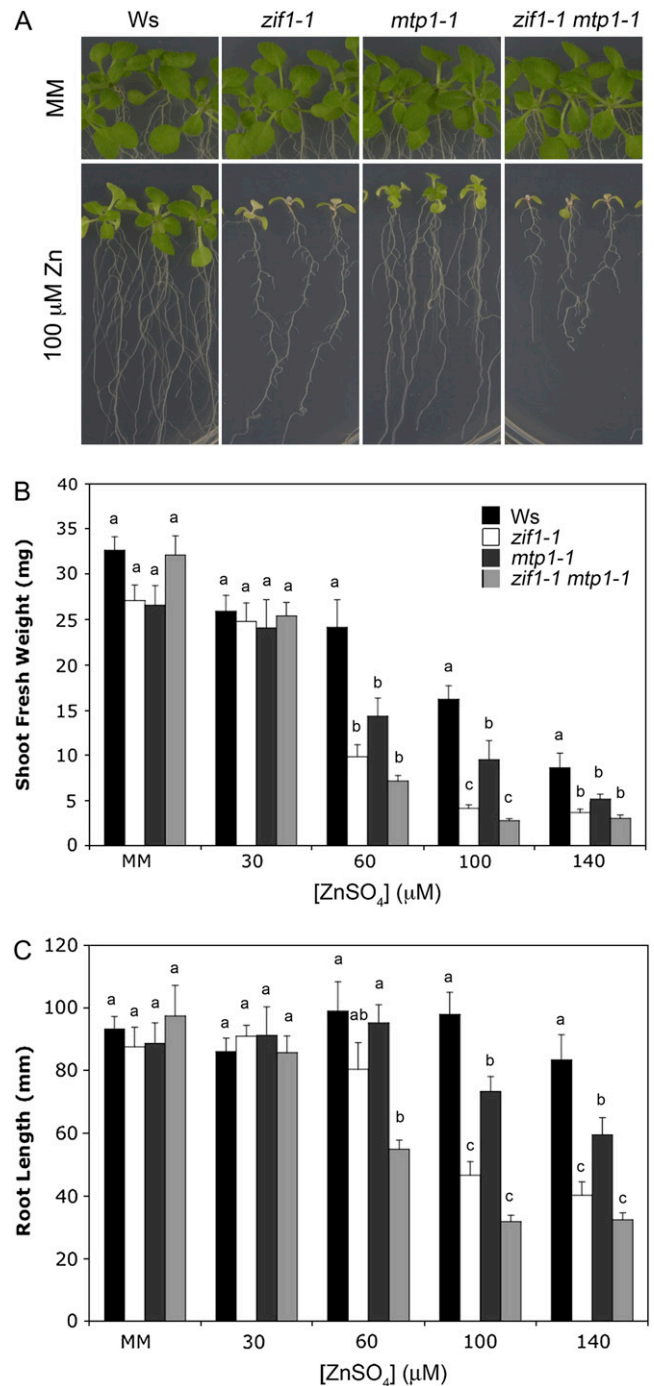 A
Ws zif1-1 mtp1-1 zif1-1 mtp1-1
MM
100 μM Zn
B
40
35
30
25
20
15
10
5
0
Shoot Fresh Weight (mg)
a a a a a a a a a b b b a c b c a b b b
Ws
zif1-1
mtp1-1
zif1-1 mtp1-1
MM 30 60 100 140
[ZnSO4] (μM)
C
120
100
80
60
40
20
0
Root Length (mm)
a a a a a a a a a ab a b a c b c a c b c
MM 30 60 100 140
[ZnSO4] (μM)